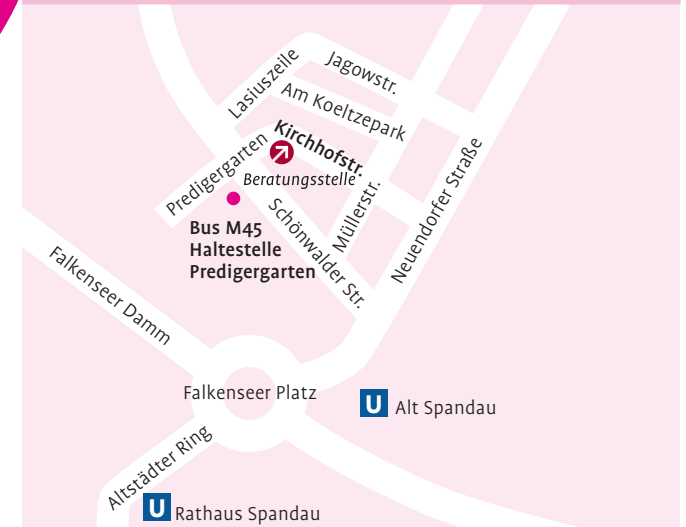 Lasiuszeile
Jagowstr.
Am Koeltzepark
Kirchhofstr.
Predigergarten
Beratungsstelle
Bus M45
Haltestelle
Predigergarten
Schönwalder Str.
Müllerstr.
Neuendorfer Straße
Falkenseer Damm
Falkenseer Platz
U Alt Spandau
Altstädter Ring
U Rathaus Spandau